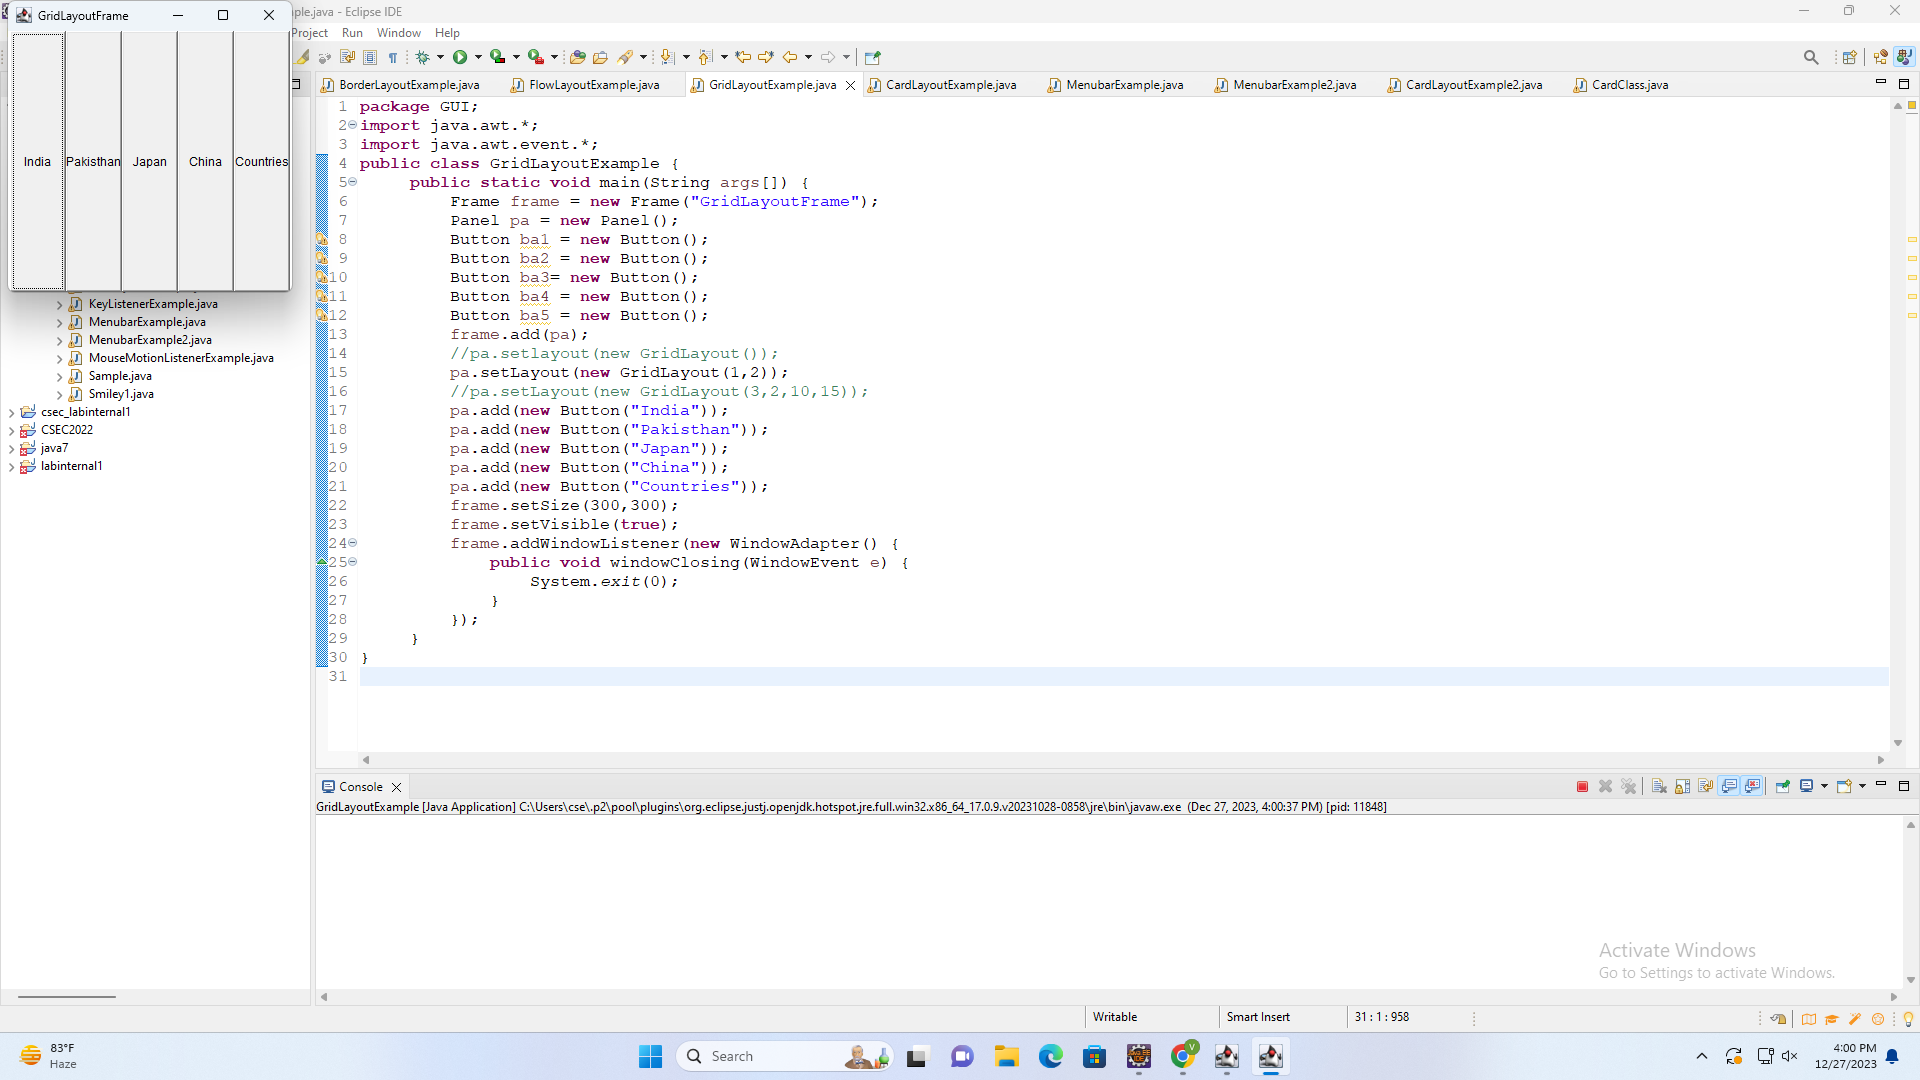 GridLayoutFrame
India Pakisthan Japan China Countries
ple.java - Eclipse IDE
Project Run Window Help
BorderLayoutExample.java FlowLayoutExample.java GridLayoutExample.java CardLayoutExample.java MenubarExample.java MenubarExample2.java CardLayoutExample2.java CardClass.java
KeyListenerExample.java
MenubarExample.java
MenubarExample2.java
MouseMotionListenerExample.java
Sample.java
Smiley1.java
csec_labinternal1
CSEC2022
java7
labinternal1
1 package GUI;
2 import java.awt.*;
3 import java.awt.event.*;
4 public class GridLayoutExample {
5 public static void main(String args[]) {
6 Frame frame = new Frame("GridLayoutFrame");
7 Panel pa = new Panel();
8 Button ba1 = new Button();
9 Button ba2 = new Button();
10 Button ba3= new Button();
11 Button ba4 = new Button();
12 Button ba5 = new Button();
13 frame.add(pa);
14 //pa.setlayout(new GridLayout());
15 pa.setLayout(new GridLayout(1,2));
16 //pa.setLayout(new GridLayout(3,2,10,15));
17 pa.add(new Button("India"));
18 pa.add(new Button("Pakisthan"));
19 pa.add(new Button("Japan"));
20 pa.add(new Button("China"));
21 pa.add(new Button("Countries"));
22 frame.setSize(300,300);
23 frame.setVisible(true);
24 frame.addWindowListener(new WindowAdapter() {
25 public void windowClosing(WindowEvent e) {
26 System.exit(0);
27 }
28 });
29 }
30 }
31
Console
GridLayoutExample [Java Application] C:\Users\cse\.p2\pool\plugins\org.eclipse.justj.openjdk.hotspot.jre.full.win32.x86_64_17.0.9.v20231028-0858\jre\bin\javaw.exe (Dec 27, 2023, 4:00:37 PM) [pid: 11848]
Activate Windows
Go to Settings to activate Windows.
Writable Smart Insert 31 : 1 : 958
83°F
Haze
Search
4:00 PM
12/27/2023